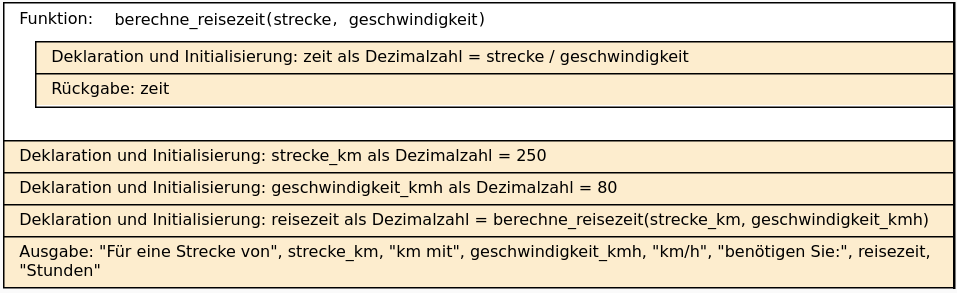 Funktion: berechne_reisezeit(strecke, geschwindigkeit)
Deklaration und Initialisierung: zeit als Dezimalzahl = strecke / geschwindigkeit
Rückgabe: zeit
Deklaration und Initialisierung: strecke_km als Dezimalzahl = 250
Deklaration und Initialisierung: geschwindigkeit_kmh als Dezimalzahl = 80
Deklaration und Initialisierung: reisezeit als Dezimalzahl = berechne_reisezeit(strecke_km, geschwindigkeit_kmh)
Ausgabe: "Für eine Strecke von", strecke_km, "km mit", geschwindigkeit_kmh, "km/h", "benötigen Sie:", reisezeit,
"Stunden"